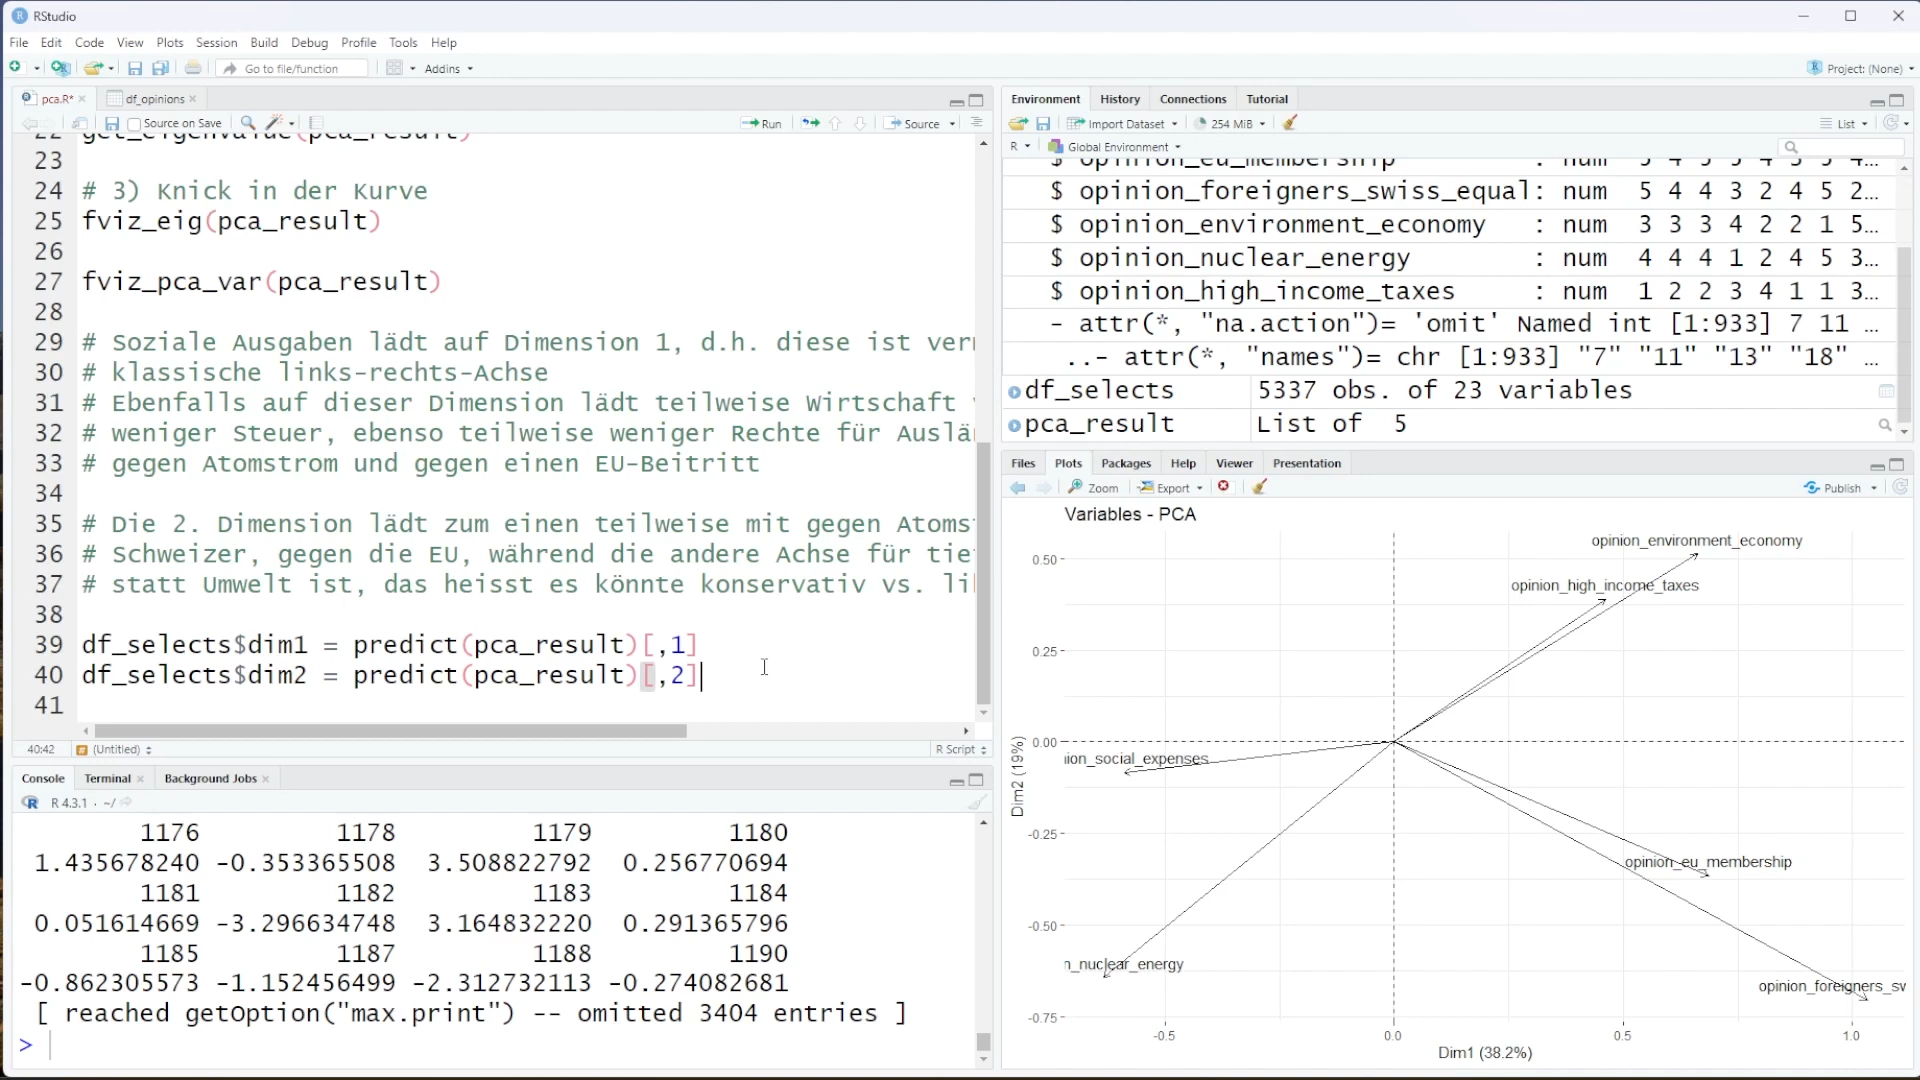 RStudio
File Edit Code View Plots Session Build Debug Profile Tools Help
Go to file/function
Addins
Project: (None)
pca.R*
df_opinions
Source on Save
Run
Source
22 get_eigenvalue(pca_result)
23
24 # 3) Knick in der Kurve
25 fviz_eig(pca_result)
26
27 fviz_pca_var(pca_result)
28
29 # Soziale Ausgaben lädt auf Dimension 1, d.h. diese ist ver
30 # klassische links-rechts-Achse
31 # Ebenfalls auf dieser Dimension lädt teilweise Wirtschaft
32 # weniger Steuer, ebenso teilweise weniger Rechte für Auslä
33 # gegen Atomstrom und gegen einen EU-Beitritt
34
35 # Die 2. Dimension lädt zum einen teilweise mit gegen Atoms
36 # Schweizer, gegen die EU, während die andere Achse für tie
37 # statt Umwelt ist, das heisst es könnte konservativ vs. li
38
39 df_selects$dim1 = predict(pca_result)[,1]
40 df_selects$dim2 = predict(pca_result)[,2]
41
40:42 (Untitled) R Script
Console Terminal Background Jobs
R 4.3.1 · ~/
1176 1178 1179 1180
1.435678240 -0.353365508 3.508822792 0.256770694
1181 1182 1183 1184
0.051614669 -3.296634748 3.164832220 0.291365796
1185 1187 1188 1190
-0.862305573 -1.152456499 -2.312732113 -0.274082681
[ reached getOption("max.print") -- omitted 3404 entries ]
>
Environment History Connections Tutorial
Import Dataset 254 MiB List
R Global Environment
$ opinion_eu_membership : num
$ opinion_foreigners_swiss_equal: num 5 4 4 3 2 4 5 2...
$ opinion_environment_economy : num 3 3 3 4 2 2 1 5...
$ opinion_nuclear_energy : num 4 4 4 1 2 4 5 3...
$ opinion_high_income_taxes : num 1 2 2 3 4 1 1 3...
- attr(*, "na.action")= 'omit' Named int [1:933] 7 11 ...
..- attr(*, "names")= chr [1:933] "7" "11" "13" "18" ...
df_selects 5337 obs. of 23 variables
pca_result List of 5
Files Plots Packages Help Viewer Presentation
Zoom Export Publish
Variables - PCA
opinion_environment_economy
opinion_high_income_taxes
ion_social_expenses
opinion_eu_membership
n_nuclear_energy
opinion_foreigners_sv
0.50
0.25
0.00
-0.25
-0.50
-0.75
Dim2 (19%)
-0.5 0.0 0.5 1.0
Dim1 (38.2%)